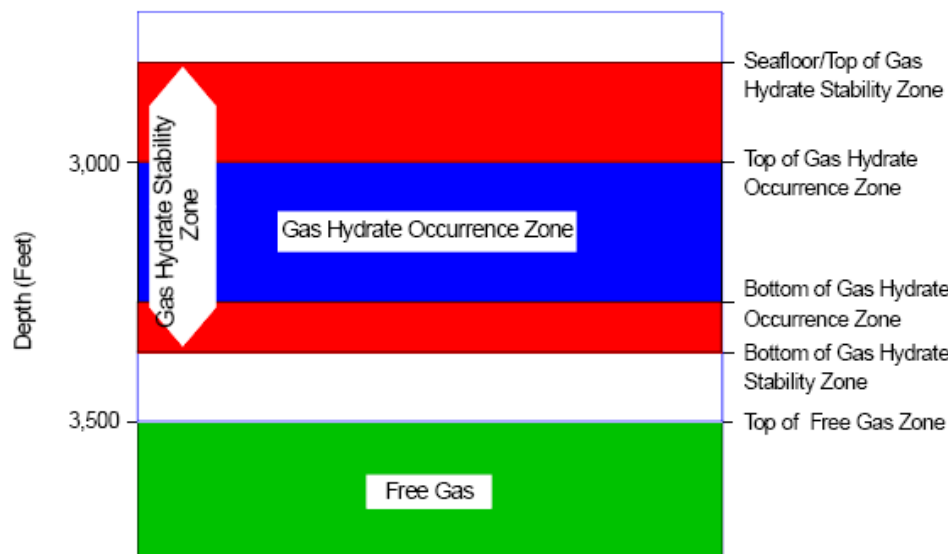 Seafloor/Top of Gas
Hydrate Stability Zone
3,000
Top of Gas Hydrate
Occurrence Zone
Gas Hydrate Stability
Zone
Gas Hydrate Occurrence Zone
Depth (Feet)
Bottom of Gas Hydrate
Occurrence Zone
Bottom of Gas Hydrate
Stability Zone
3,500
Top of Free Gas Zone
Free Gas